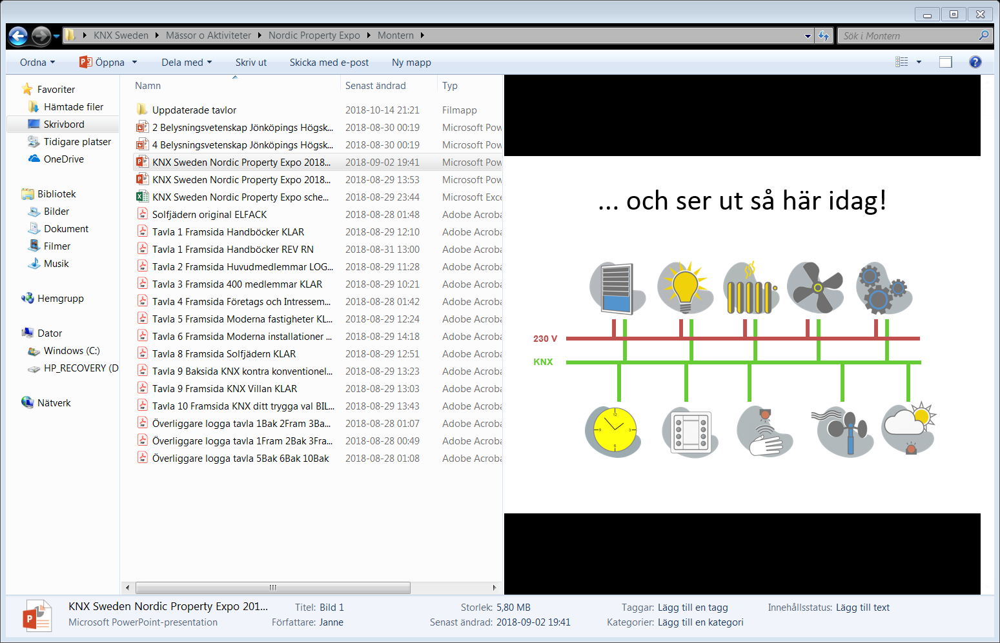 KNX Sweden Mässor o Aktiviteter Nordic Property Expo Montern
Sök i Montern
Ordna Öppna Dela med Skriv ut Skicka med e-post Ny mapp
Favoriter
Hämtade filer
Skrivbord
Tidigare platser
OneDrive
Bibliotek
Bilder
Dokument
Filmer
Musik
Hemgrupp
Dator
Windows (C:)
HP_RECOVERY (D
Nätverk
Namn Senast ändrad Typ
Uppdaterade tavlor 2018-10-14 21:21 Filmapp
2 Belysningsvetenskap Jönköpings Högsk... 2018-08-30 00:19 Microsoft Pow
4 Belysningsvetenskap Jönköpings Högsk... 2018-08-30 00:19 Microsoft Pow
KNX Sweden Nordic Property Expo 2018... 2018-09-02 19:41 Microsoft Pow
KNX Sweden Nordic Property Expo 2018... 2018-08-29 13:53 Microsoft Pow
KNX Sweden Nordic Property Expo sche... 2018-08-29 23:44 Microsoft Exce
Solfjädern original ELFACK 2018-08-28 01:48 Adobe Acroba
Tavla 1 Framsida Handböcker KLAR 2018-08-29 12:10 Adobe Acroba
Tavla 1 Framsida Handböcker REV RN 2018-08-31 13:00 Adobe Acroba
Tavla 2 Framsida Huvudmedlemmar LOG... 2018-08-29 11:28 Adobe Acroba
Tavla 3 Framsida 400 medlemmar KLAR 2018-08-29 10:21 Adobe Acroba
Tavla 4 Framsida Företags och Intressem... 2018-08-28 01:42 Adobe Acroba
Tavla 5 Framsida Moderna fastigheter KL... 2018-08-29 12:24 Adobe Acroba
Tavla 6 Framsida Moderna installationer ... 2018-08-29 14:18 Adobe Acroba
Tavla 8 Framsida Solfjädern KLAR 2018-08-29 12:51 Adobe Acroba
Tavla 9 Baksida KNX kontra konventionel... 2018-08-29 13:23 Adobe Acroba
Tavla 9 Framsida KNX Villan KLAR 2018-08-29 13:03 Adobe Acroba
Tavla 10 Framsida KNX ditt trygga val BIL... 2018-08-29 13:43 Adobe Acroba
Överliggare logga tavla 1Bak 2Fram 3Ba... 2018-08-28 01:07 Adobe Acroba
Överliggare logga tavla 1Fram 2Bak 3Fra... 2018-08-28 00:49 Adobe Acroba
Överliggare logga tavla 5Bak 6Bak 10Bak 2018-08-28 01:08 Adobe Acroba
... och ser ut så här idag!
230 V
KNX
12
9 3
6
KNX Sweden Nordic Property Expo 201... Titel: Bild 1 Storlek: 5,80 MB Taggar: Lägg till en tagg Innehållsstatus: Lägg till text
Microsoft PowerPoint-presentation Författare: Janne Senast ändrad: 2018-09-02 19:41 Kategorier: Lägg till en kategori